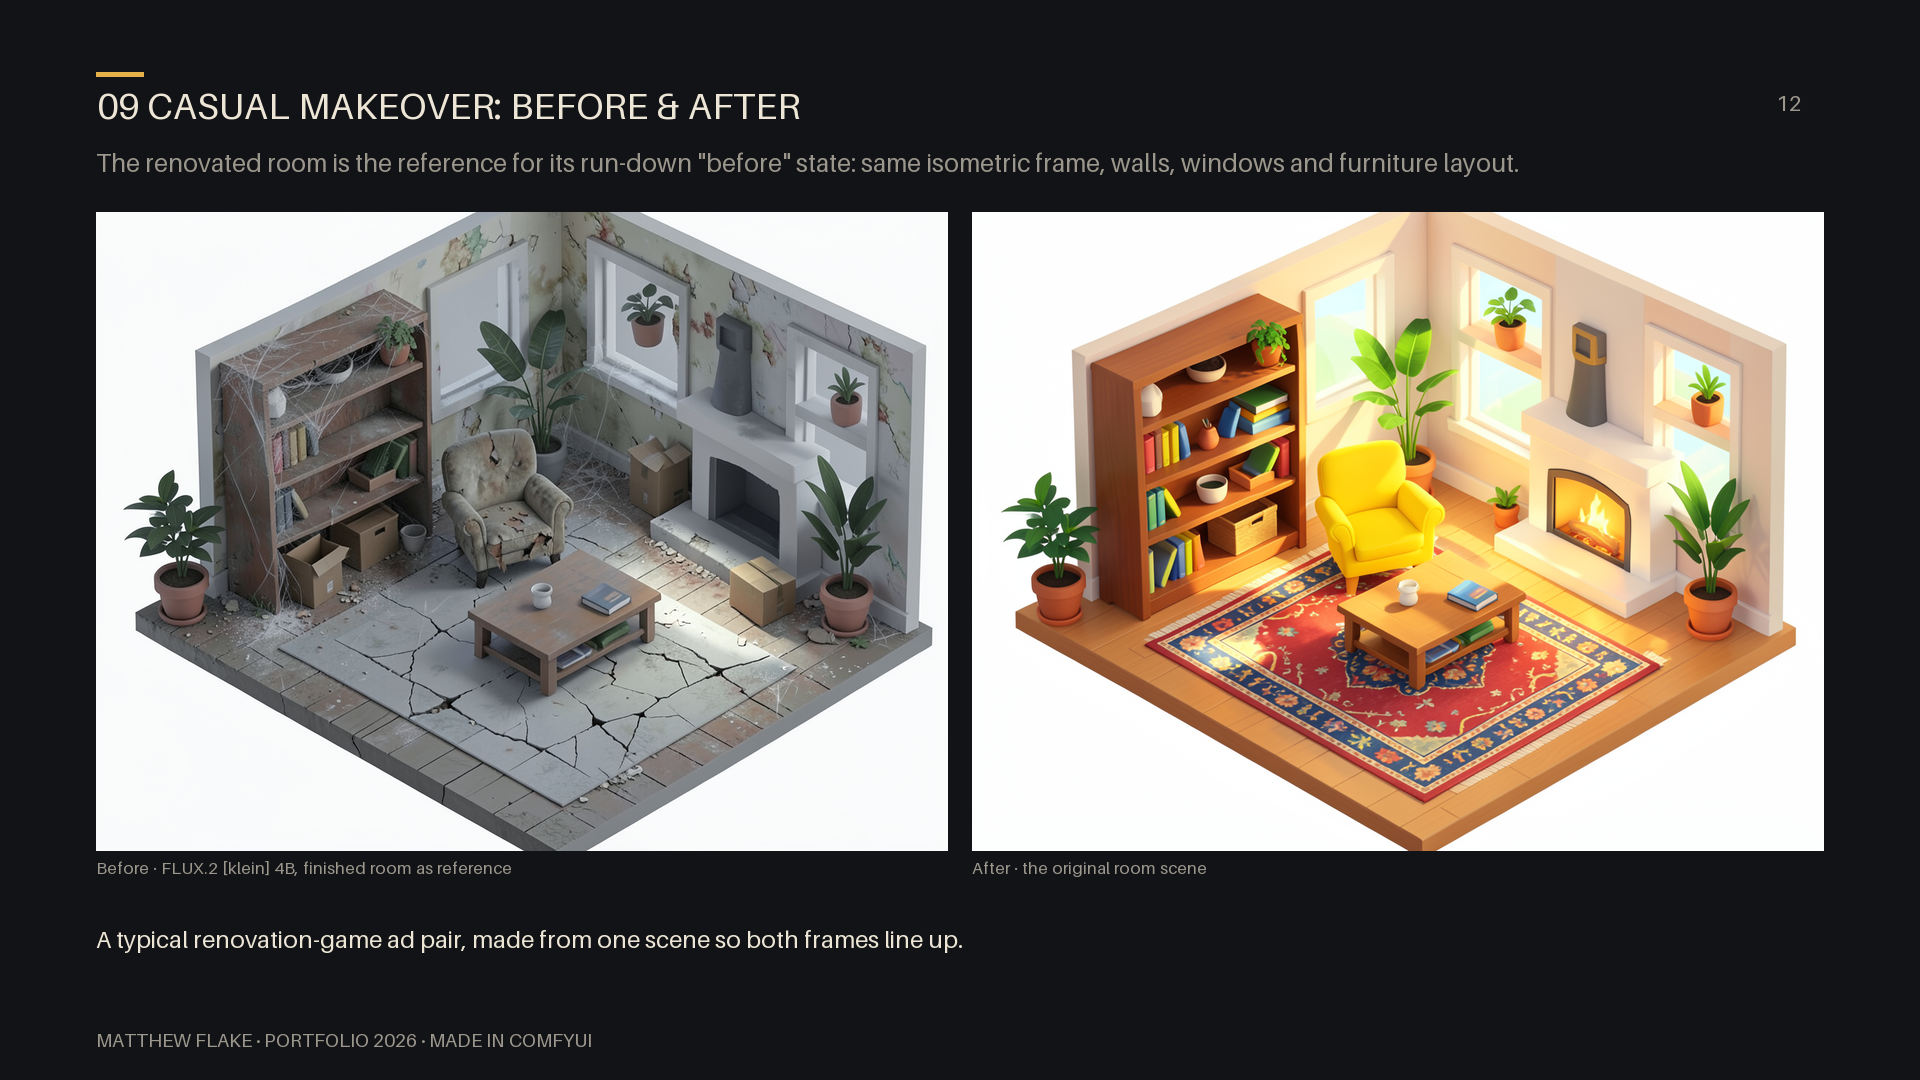 09 CASUAL MAKEOVER: BEFORE & AFTER
12
The renovated room is the reference for its run-down "before" state: same isometric frame, walls, windows and furniture layout.
Before · FLUX.2 [klein] 4B, finished room as reference
After · the original room scene
A typical renovation-game ad pair, made from one scene so both frames line up.
MATTHEW FLAKE · PORTFOLIO 2026 · MADE IN COMFYUI